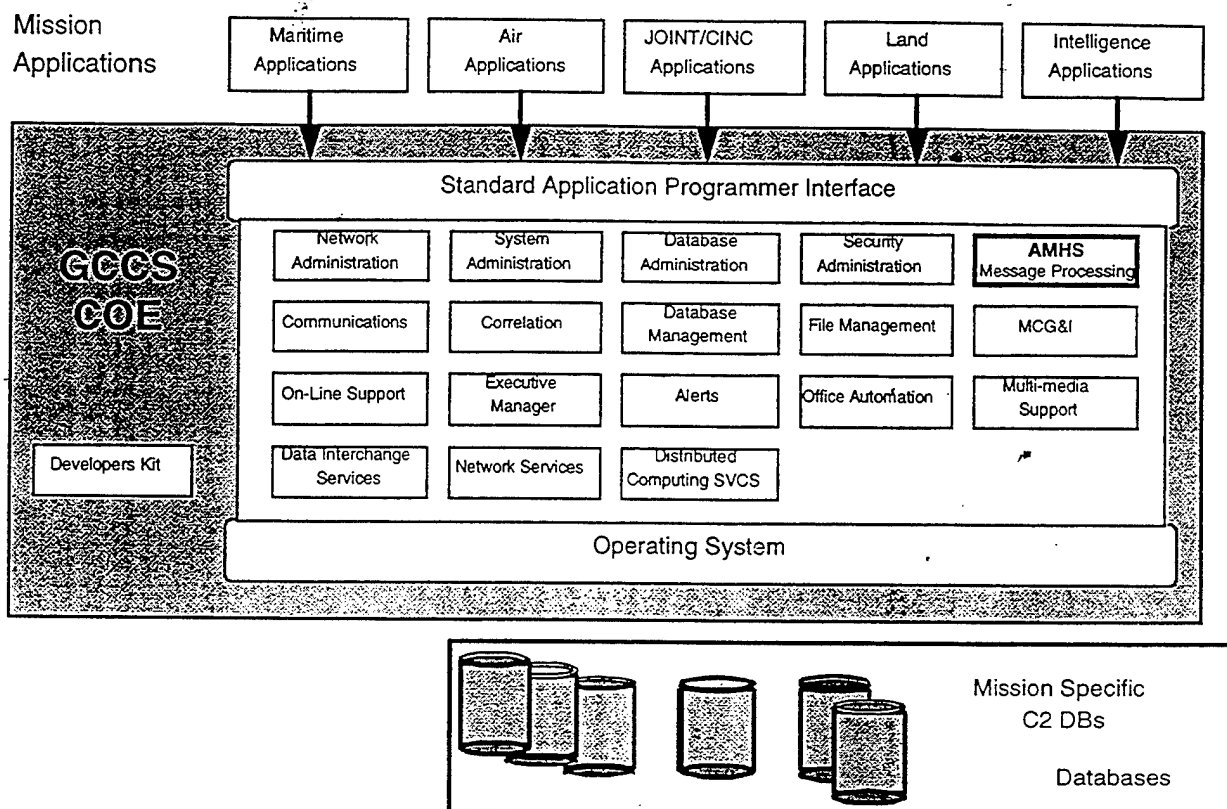 Mission
Applications
Maritime
Applications
Air
Applications
JOINT/CINC
Applications
Land
Applications
Intelligence
Applications
Standard Application Programmer Interface
GCCS
COE
Developers Kit
Network
Administration
System
Administration
Database
Administration
Security
Administration
AMHS
Message Processing
Communications
Correlation
Database
Management
File Management
MCG&I
On-Line Support
Executive
Manager
Alerts
Office Automation
Multi-media
Support
Data Interchange
Services
Network Services
Distributed
Computing SVCS
Operating System
Mission Specific
C2 DBs
Databases